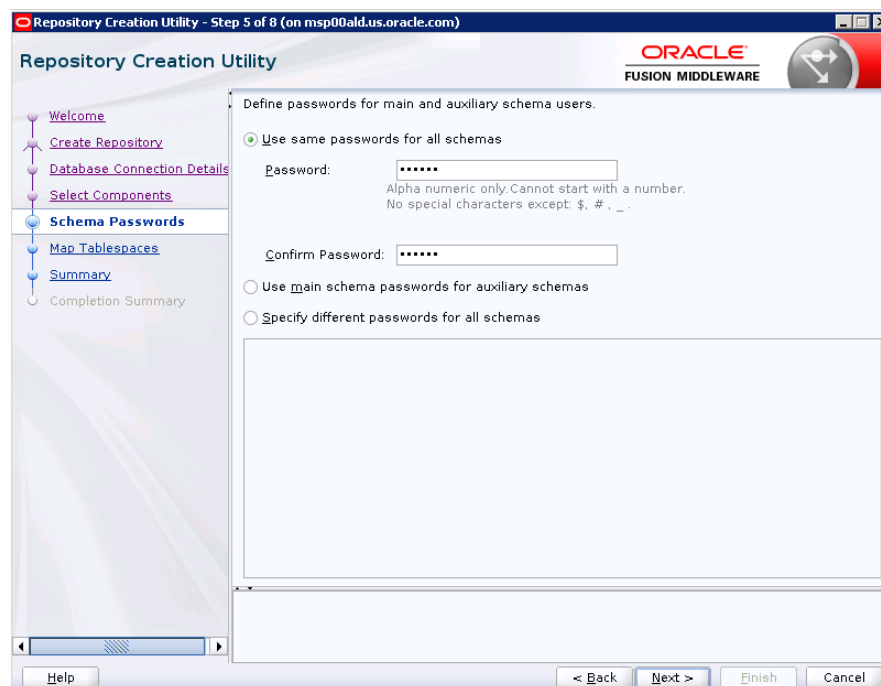 Repository Creation Utility - Step 5 of 8 (on msp00ald.us.oracle.com)
Repository Creation Utility
ORACLE
FUSION MIDDLEWARE
Welcome
Create Repository
Database Connection Details
Select Components
Schema Passwords
Map Tablespaces
Summary
Completion Summary
Define passwords for main and auxiliary schema users.
Use same passwords for all schemas
Password: ••••••
Alpha numeric only.Cannot start with a number.
No special characters except: $, # , _ .
Confirm Password: ••••••
Use main schema passwords for auxiliary schemas
Specify different passwords for all schemas
Help < Back Next > Finish Cancel